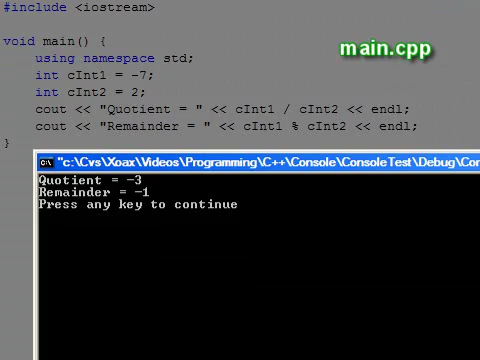 #include <iostream>
void main() {
using namespace std;
int cInt1 = -7;
int cInt2 = 2;
cout << "Quotient = " << cInt1 / cInt2 << endl;
cout << "Remainder = " << cInt1 % cInt2 << endl;
}
main.cpp
"c:\Cvs\Xoax\Videos\Programming\C++\Console\ConsoleTest\Debug\Con
Quotient = -3
Remainder = -1
Press any key to continue